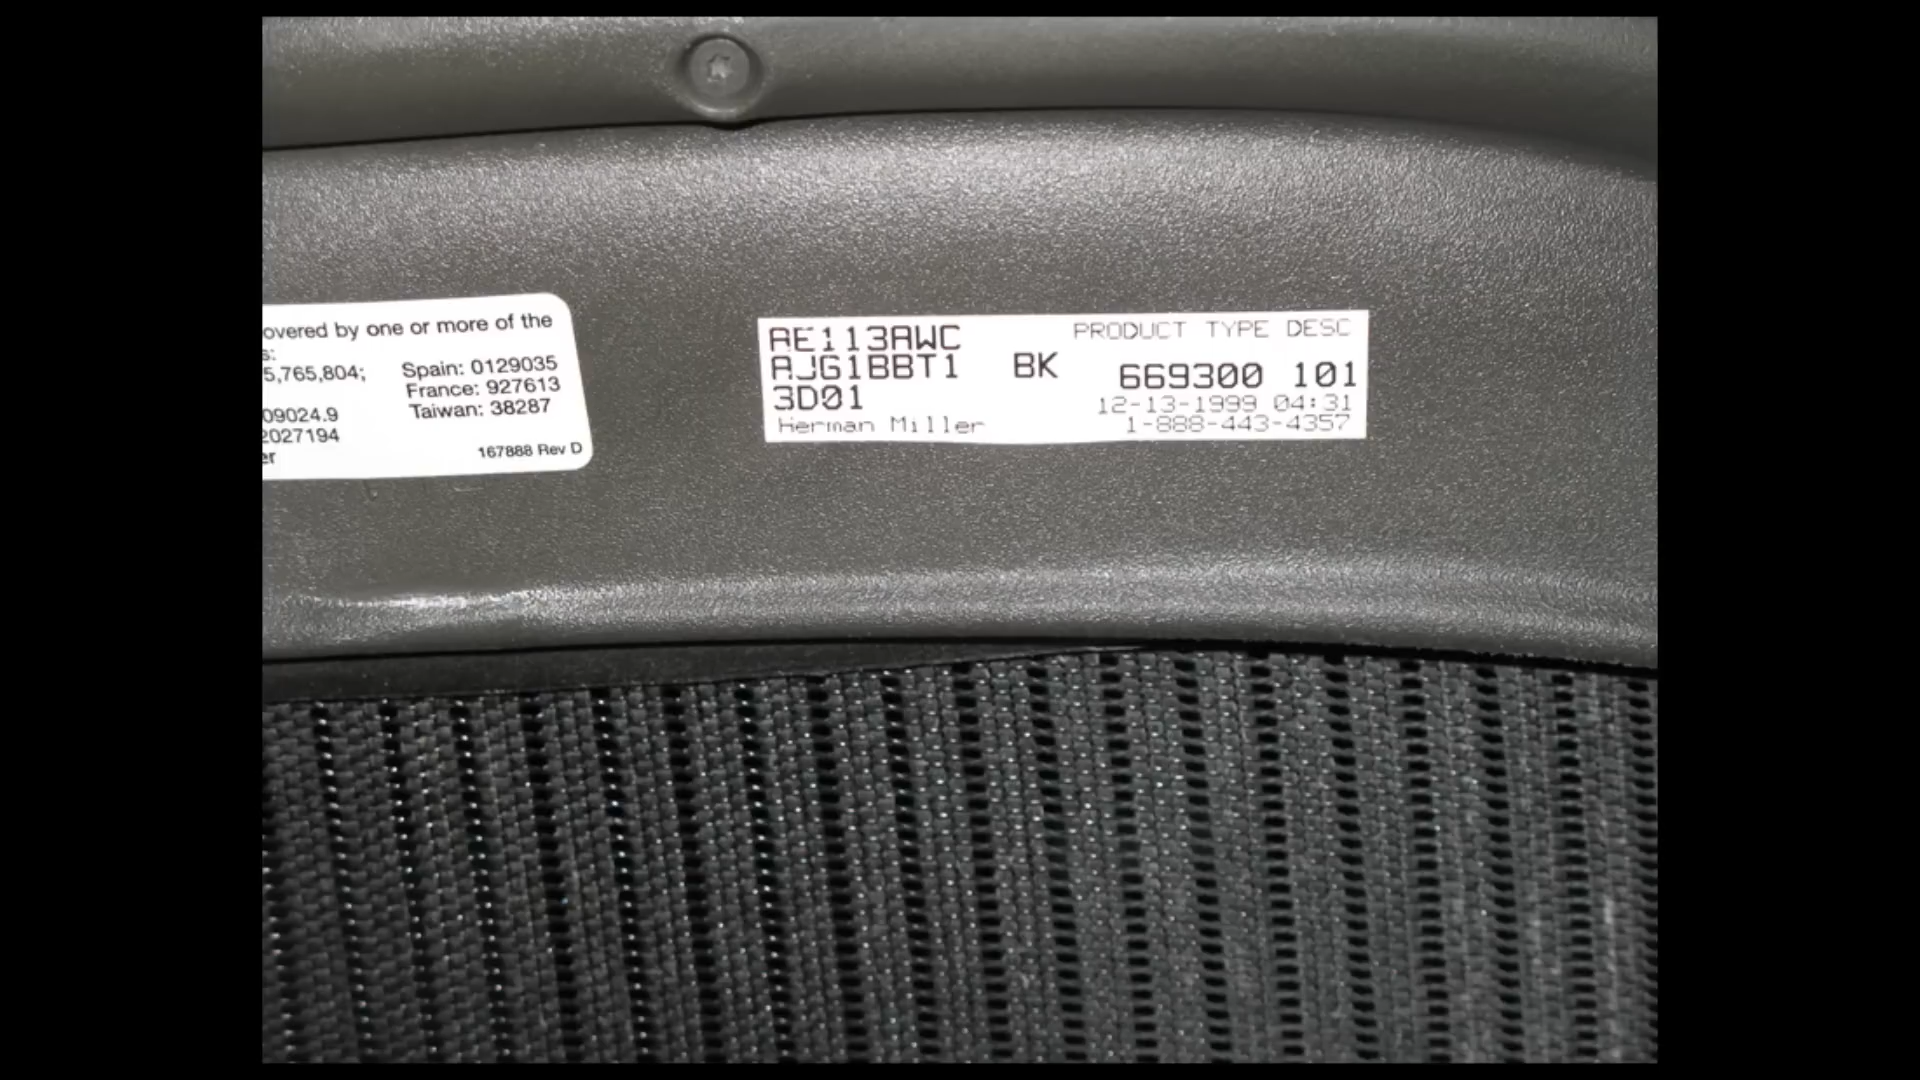 overed by one or more of the
s:
5,765,804;
Spain: 0129035
France: 927613
09024.9
Taiwan: 38287
2027194
er
167888 Rev D
AE113AWC
PRODUCT TYPE DESC
AJG1BBT1 BK 669300 101
3D01
12-13-1999 04:31
Herman Miller
1-888-443-4357